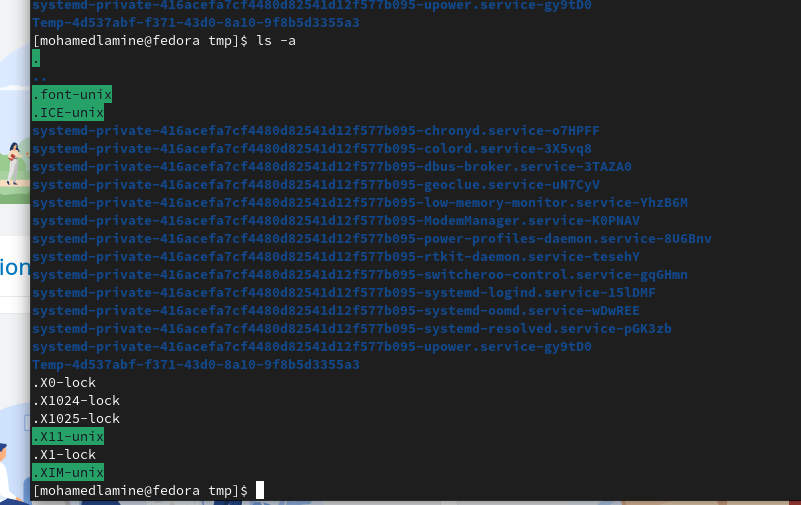 systemd-private-416acefa7cf4480d82541d12f577b095-upower.service-gy9tD0
Temp-4d537abf-f371-43d0-8a10-9f8b5d3355a3
[mohamedlamine@fedora tmp]$ ls -a
.
..
.font-unix
.ICE-unix
systemd-private-416acefa7cf4480d82541d12f577b095-chronyd.service-o7HPFF
systemd-private-416acefa7cf4480d82541d12f577b095-colord.service-3X5vq8
systemd-private-416acefa7cf4480d82541d12f577b095-dbus-broker.service-3TAZA0
systemd-private-416acefa7cf4480d82541d12f577b095-geoclue.service-uN7CyV
systemd-private-416acefa7cf4480d82541d12f577b095-low-memory-monitor.service-YhzB6M
systemd-private-416acefa7cf4480d82541d12f577b095-ModemManager.service-K0PNAV
systemd-private-416acefa7cf4480d82541d12f577b095-power-profiles-daemon.service-8U6Bnv
systemd-private-416acefa7cf4480d82541d12f577b095-rtkit-daemon.service-tesehY
systemd-private-416acefa7cf4480d82541d12f577b095-switcheroo-control.service-gqGHmn
systemd-private-416acefa7cf4480d82541d12f577b095-systemd-logind.service-15lDMF
systemd-private-416acefa7cf4480d82541d12f577b095-systemd-oomd.service-wDwREE
systemd-private-416acefa7cf4480d82541d12f577b095-systemd-resolved.service-pGK3zb
systemd-private-416acefa7cf4480d82541d12f577b095-upower.service-gy9tD0
Temp-4d537abf-f371-43d0-8a10-9f8b5d3355a3
.X0-lock
.X1024-lock
.X1025-lock
.X11-unix
.X1-lock
.XIM-unix
[mohamedlamine@fedora tmp]$
ion